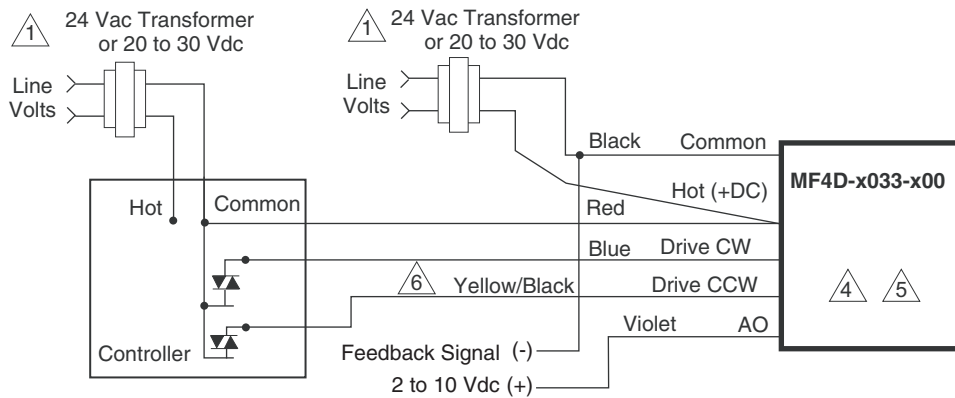 1
24 Vac Transformer
or 20 to 30 Vdc
Line
Volts
1
24 Vac Transformer
or 20 to 30 Vdc
Line
Volts
Black
Common
MF4D-x033-x00
Hot (+DC)
Hot
Common
Red
Blue
Drive CW
6
Yellow/Black
Drive CCW
4
5
Violet
AO
Controller
Feedback Signal (-)
2 to 10 Vdc (+)